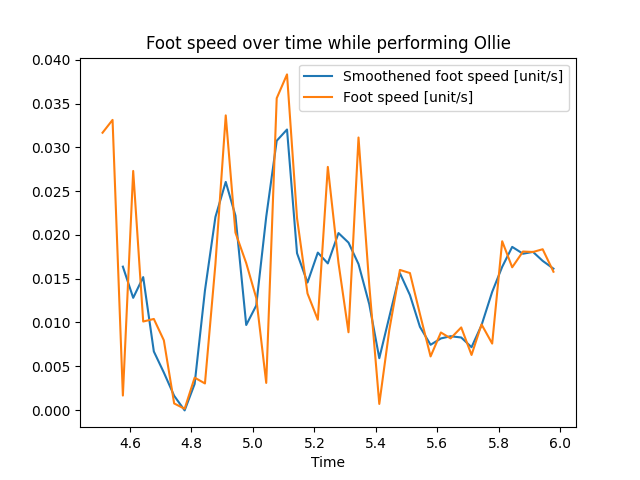 Foot speed over time while performing Ollie
Smoothened foot speed [unit/s]
Foot speed [unit/s]
0.040
0.035
0.030
0.025
0.020
0.015
0.010
0.005
0.000
4.6 4.8 5.0 5.2 5.4 5.6 5.8 6.0
Time